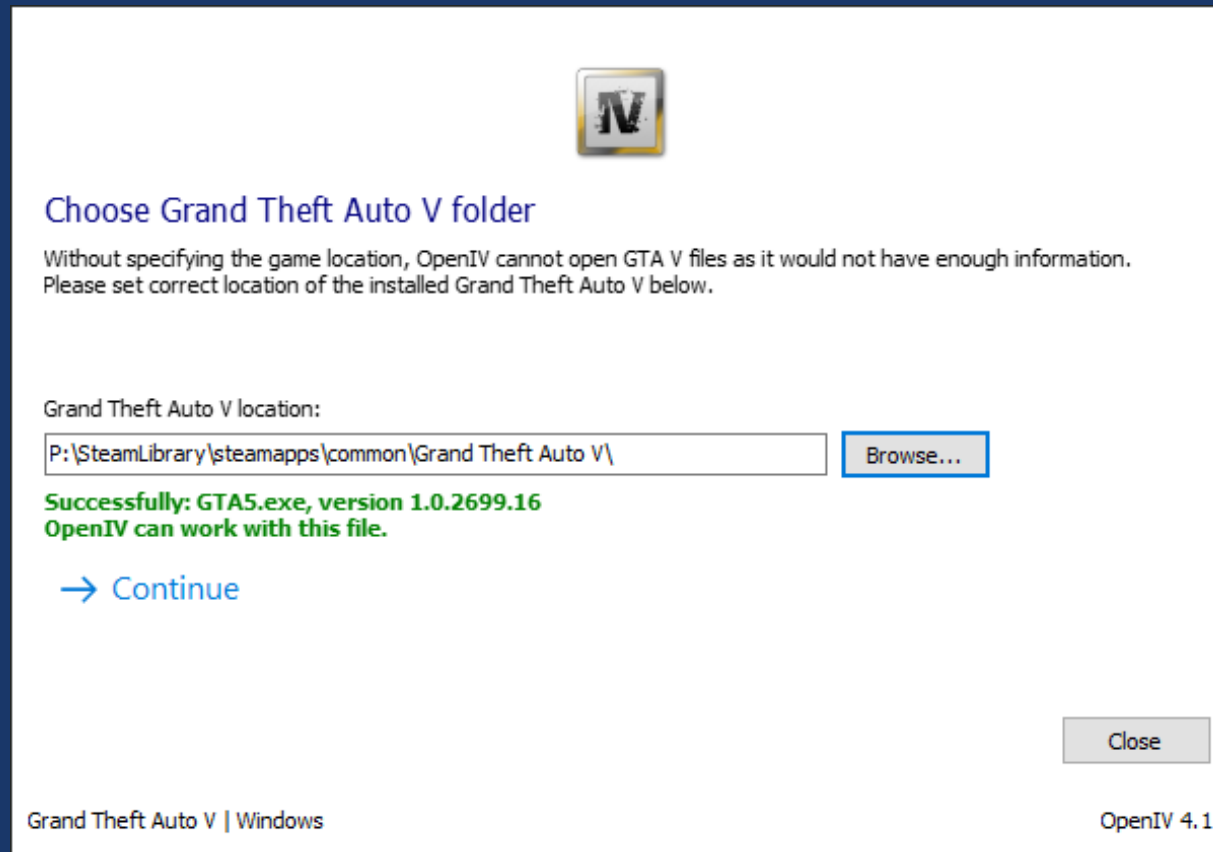 IV
Choose Grand Theft Auto V folder
Without specifying the game location, OpenIV cannot open GTA V files as it would not have enough information.
Please set correct location of the installed Grand Theft Auto V below.
Grand Theft Auto V location:
P:\SteamLibrary\steamapps\common\Grand Theft Auto V\
Browse...
Successfully: GTA5.exe, version 1.0.2699.16
OpenIV can work with this file.
→ Continue
Close
Grand Theft Auto V | Windows
OpenIV 4.1